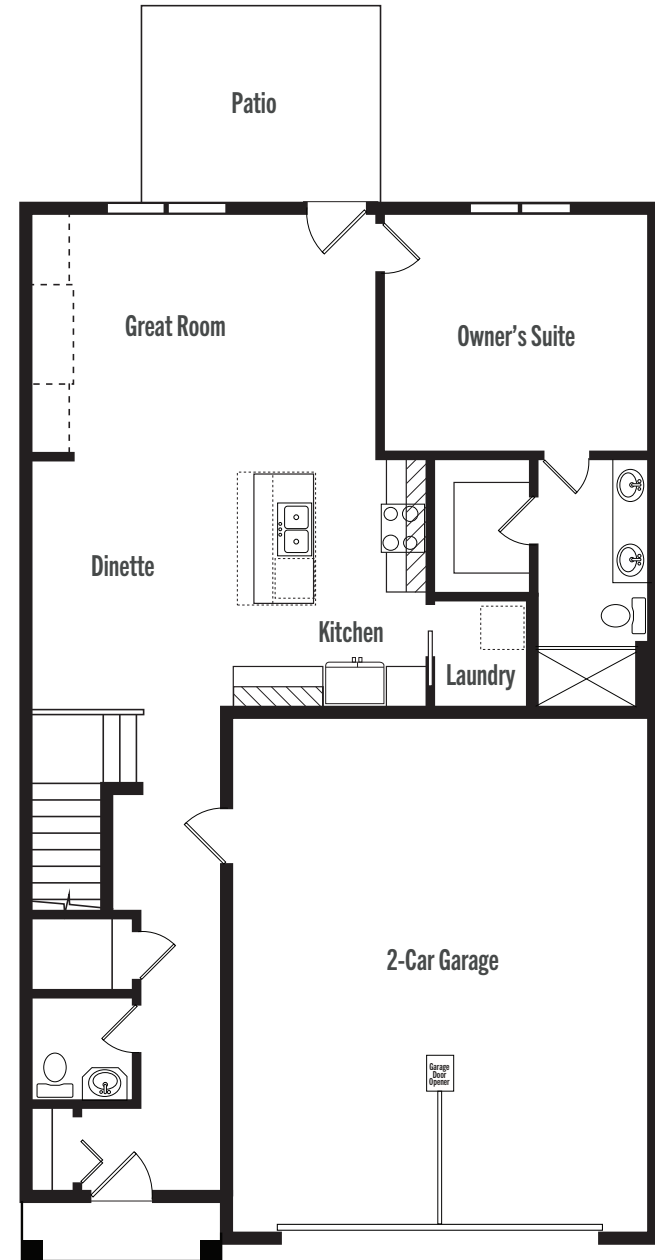 Patio
Great Room
Owner’s Suite
Dinette
Kitchen
Laundry
2-Car Garage
Garage
Door
Opener